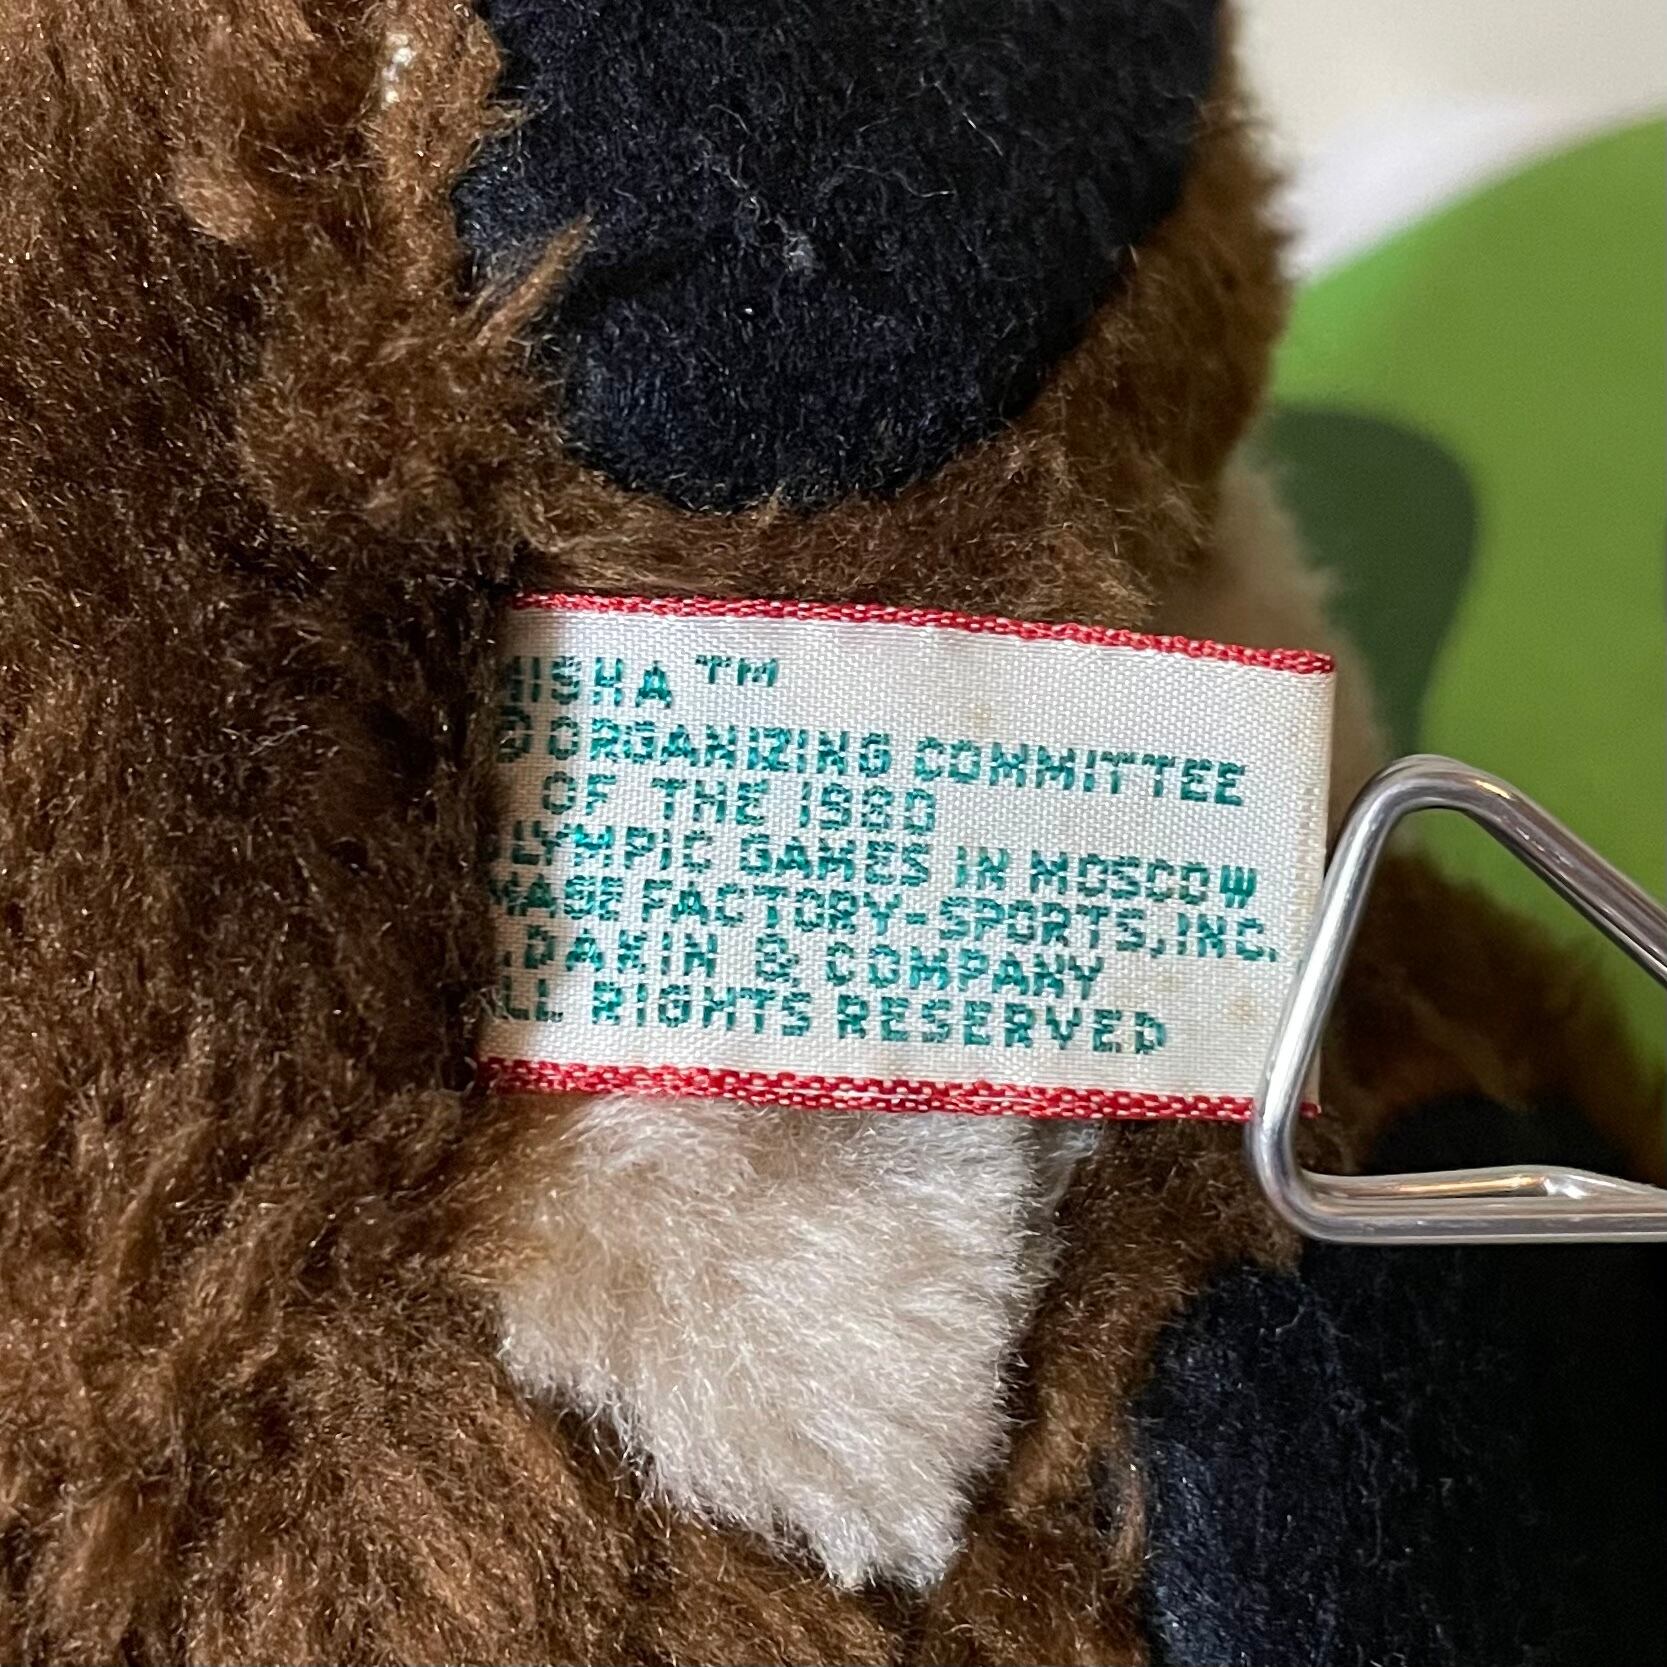 MISHA ™
ORGANIZING COMMITTEE
OF THE 1980
OLYMPIC GAMES IN MOSCOW
IMAGE FACTORY-SPORTS, INC.
DAKIN & COMPANY
ALL RIGHTS RESERVED